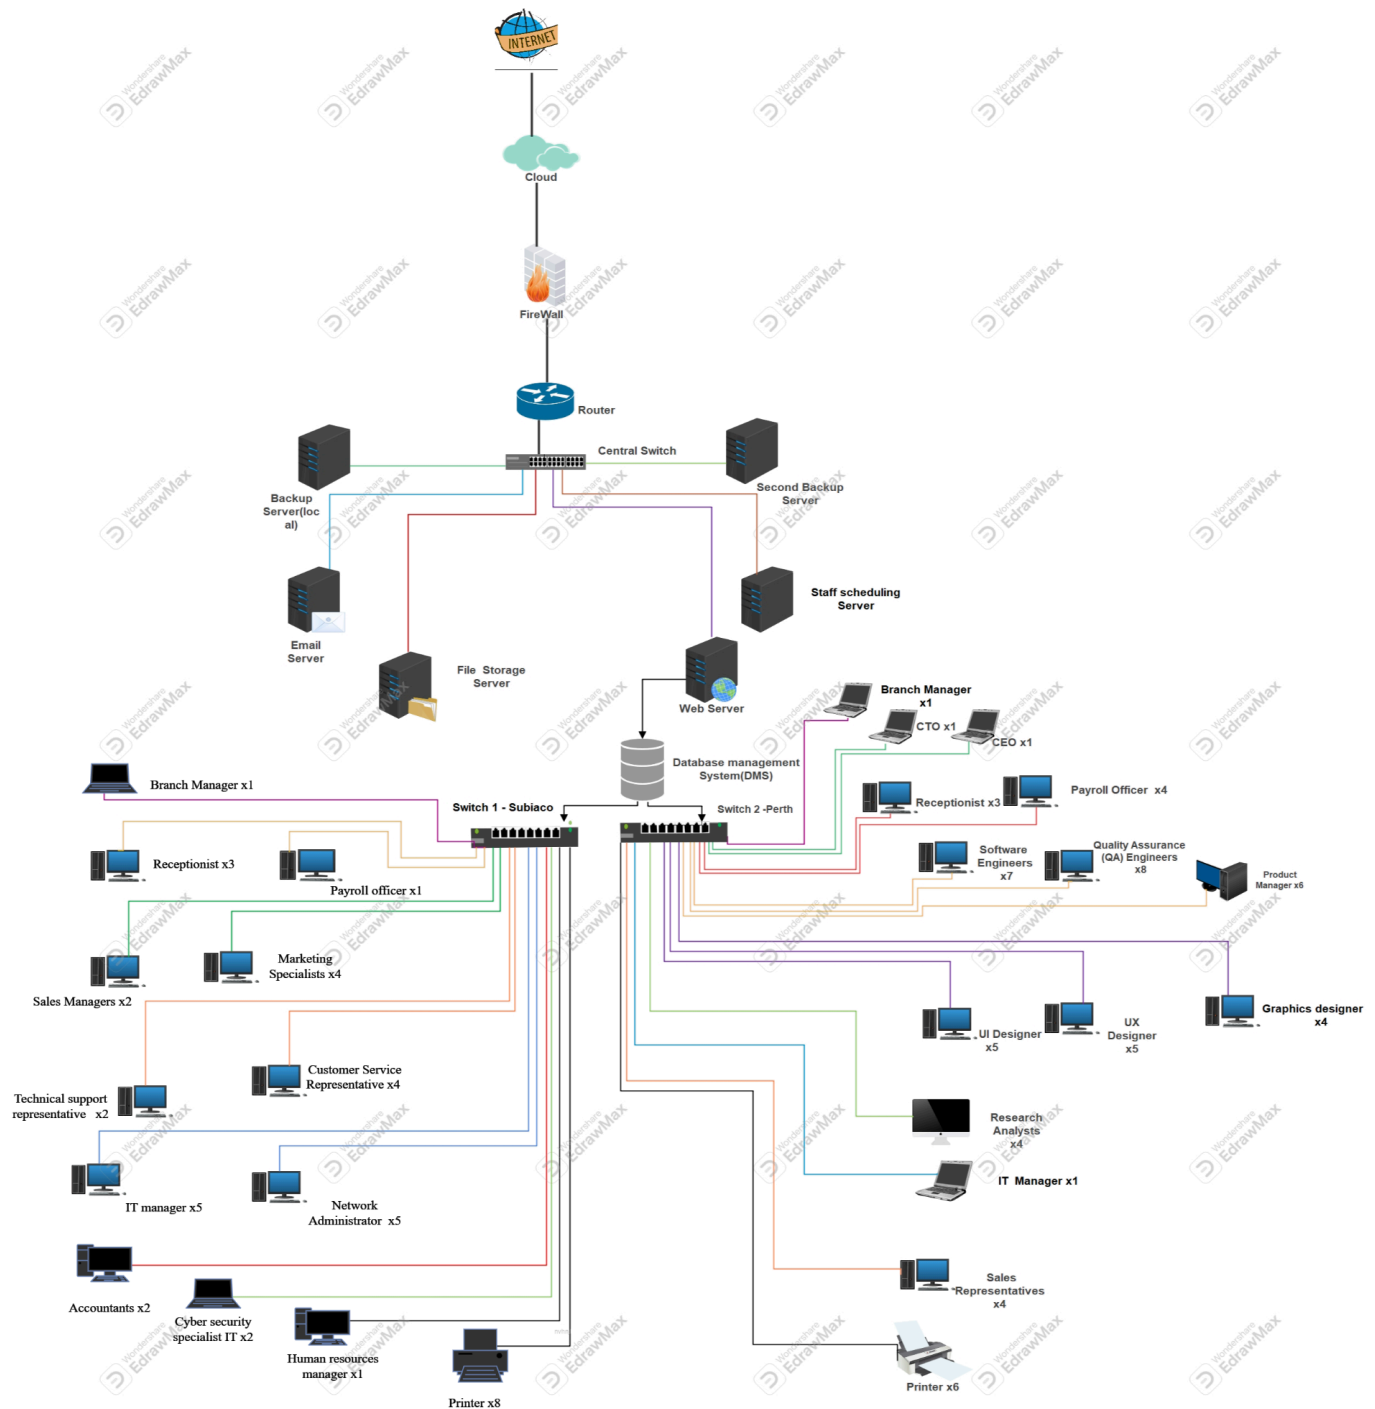 INTERNET
Cloud
FireWall
Router
Central Switch
Backup
Server(loc
al)
Second Backup
Server
Email
Server
Staff scheduling
Server
File Storage
Server
Web Server
Database management
System(DMS)
Switch 1 - Subiaco
Switch 2 -Perth
Branch Manager x1
Receptionist x3
Payroll officer x1
Sales Managers x2
Marketing
Specialists x4
Technical support
representative x2
Customer Service
Representative x4
IT manager x5
Network
Administrator x5
Accountants x2
Cyber security
specialist IT x2
Human resources
manager x1
Printer x8
Branch Manager
x1
CTO x1
CEO x1
Receptionist x3
Payroll Officer x4
Software
Engineers
x7
Quality Assurance
(QA) Engineers
x8
Product
Manager x6
UI Designer
x5
UX
Designer
x5
Graphics designer
x4
Research
Analysts
x4
IT Manager x1
Sales
Representatives
x4
Printer x6
Wondershare
EdrawMax